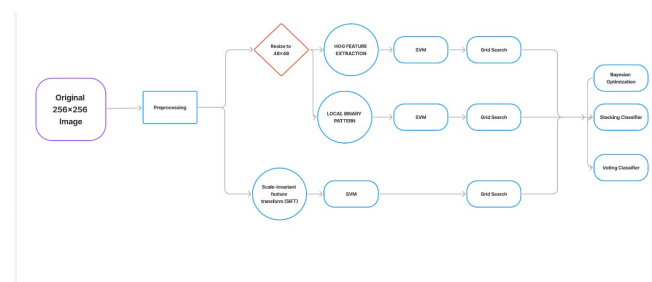 Original
256×256
Image
Preprocessing
Resize to
48×48
HOG FEATURE
EXTRACTION
SVM
Grid Search
LOCAL BINARY
PATTERN
SVM
Grid Search
Scale-invariant
feature
transform (SIFT)
SVM
Grid Search
Bayesian
Optimization
Stacking Classifier
Voting Classifier